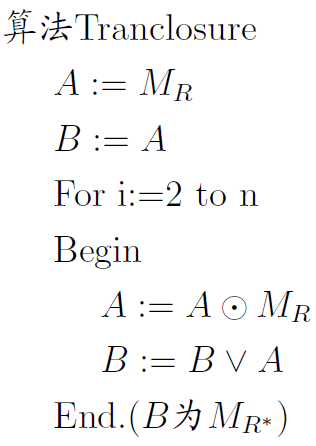 算法Tranclosure
A := M_R
B := A
For i:=2 to n
Begin
A := A ⊙ M_R
B := B ∨ A
End.(B为M_{R*})